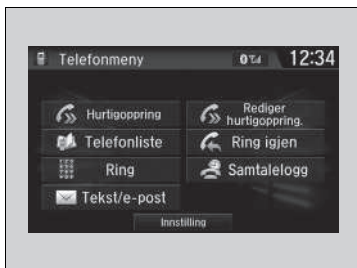 Telefonmeny 12:34
Hurtigoppring
Rediger
hurtigoppring.
Telefonliste
Ring igjen
Ring
Samtalelogg
Tekst/e-post
Innstilling